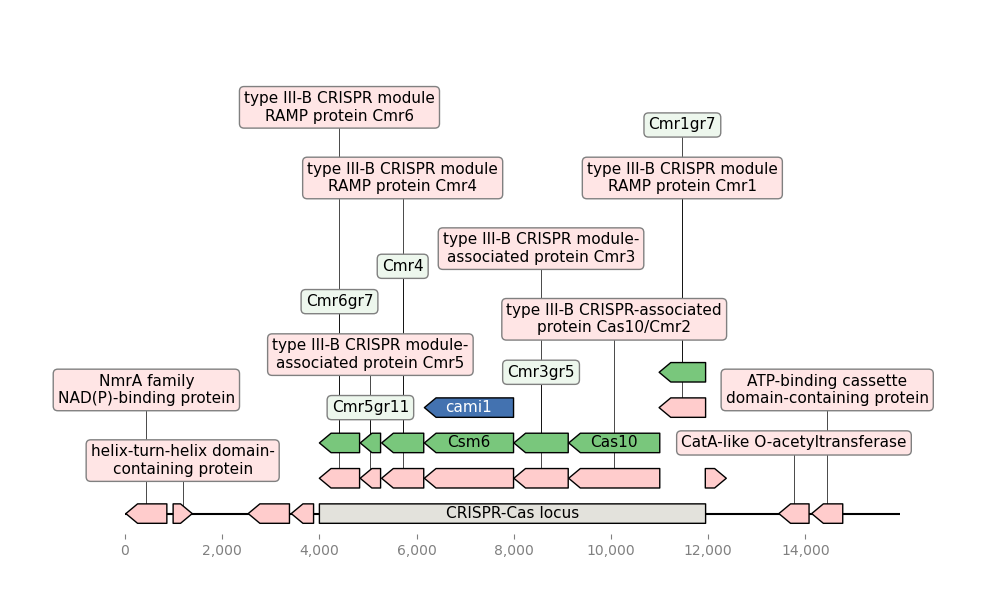 type III-B CRISPR module
RAMP protein Cmr6
Cmr1gr7
type III-B CRISPR module
RAMP protein Cmr4
type III-B CRISPR module
RAMP protein Cmr1
type III-B CRISPR module-
associated protein Cmr3
Cmr4
Cmr6gr7
type III-B CRISPR-associated
protein Cas10/Cmr2
type III-B CRISPR module-
associated protein Cmr5
Cmr3gr5
NmrA family
NAD(P)-binding protein
ATP-binding cassette
domain-containing protein
Cmr5gr11
cami1
Csm6
Cas10
CatA-like O-acetyltransferase
helix-turn-helix domain-
containing protein
CRISPR-Cas locus
0
2,000
4,000
6,000
8,000
10,000
12,000
14,000